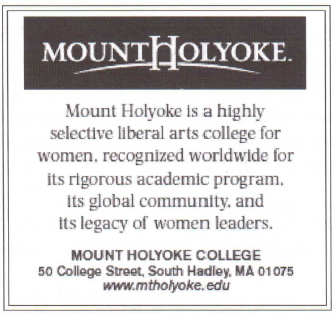 MOUNT HOLYOKE.
Mount Holyoke is a highly
selective liberal arts college for
women, recognized worldwide for
its rigorous academic program,
its global community, and
its legacy of women leaders.
MOUNT HOLYOKE COLLEGE
50 College Street, South Hadley, MA 01075
www.mtholyoke.edu